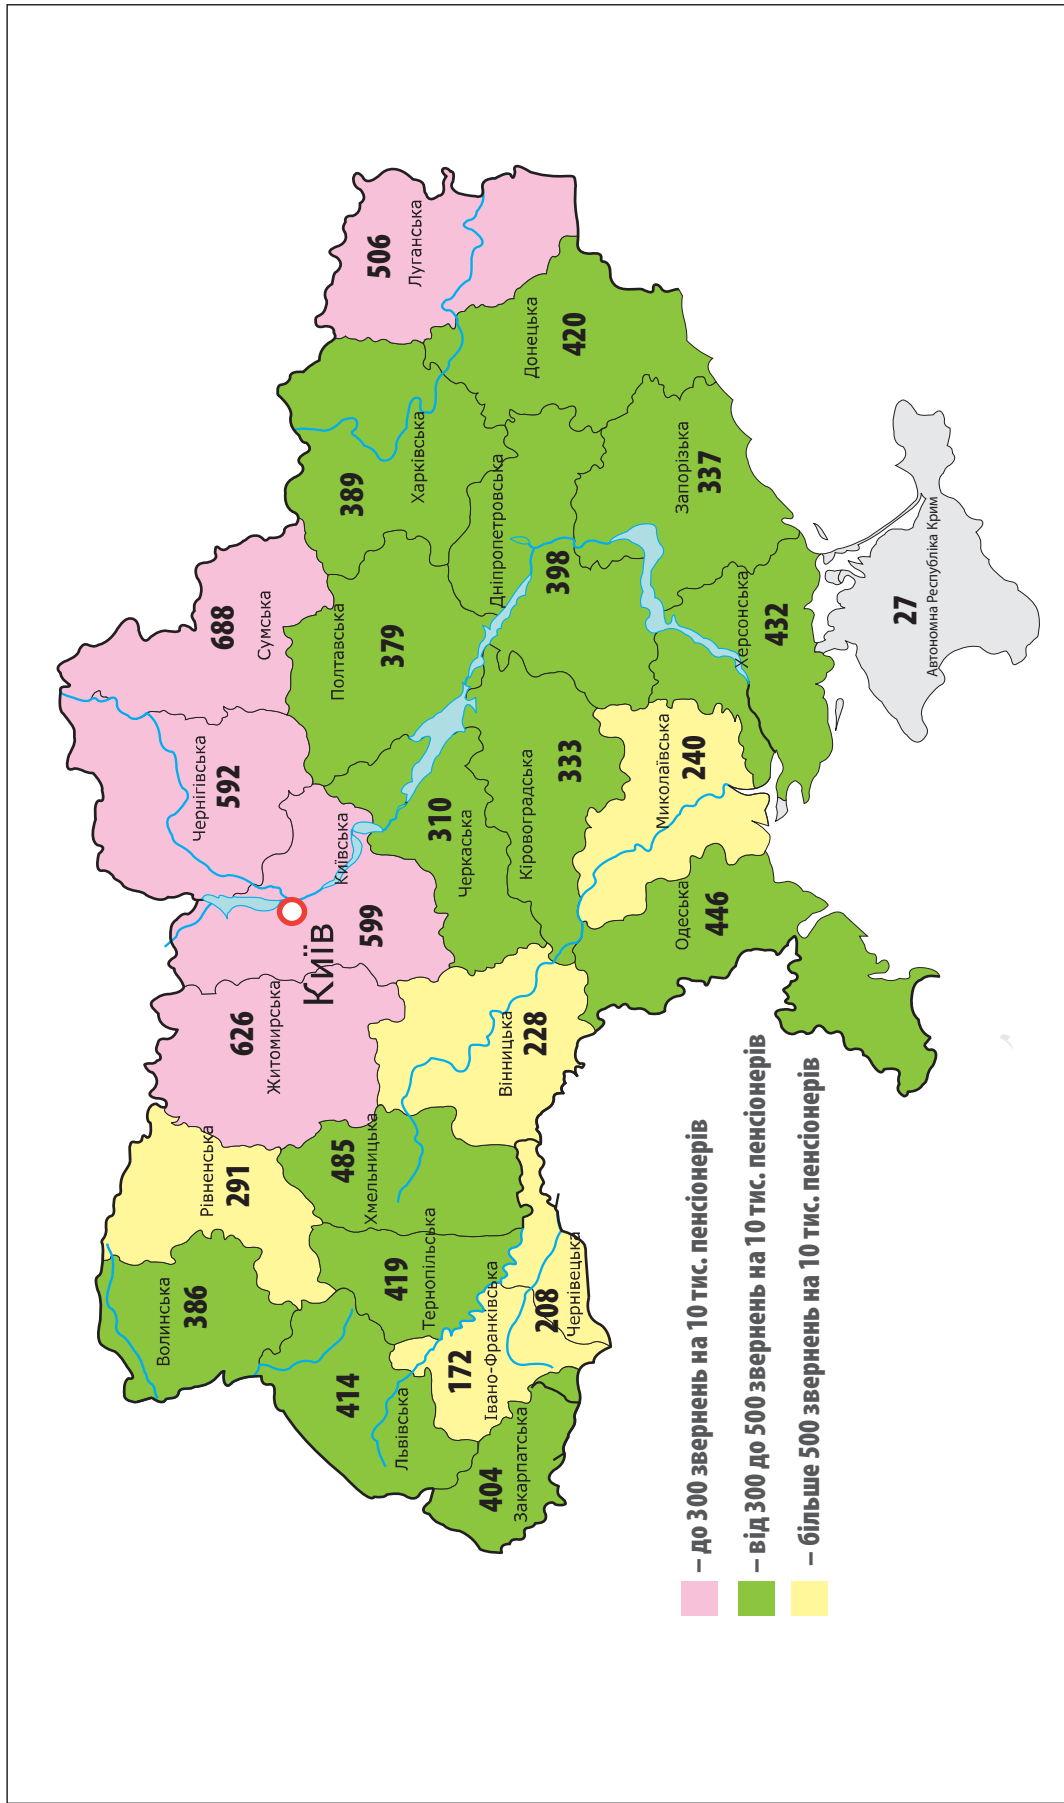 Волинська
386
Рівненська
291
Житомирська
626
Київ
Київська
599
Чернігівська
592
Сумська
688
Львівська
414
Тернопільська
419
Хмельницька
485
Закарпатська
404
Івано-Франківська
172
Чернівецька
208
Вінницька
228
Черкаська
310
Полтавська
379
Харківська
389
Луганська
506
Кіровоградська
333
Дніпропетровська
398
Донецька
420
Одеська
446
Миколаївська
240
Херсонська
432
Запорізька
337
27
Автономна Республіка Крим
– до 300 звернень на 10 тис. пенсіонерів
– від 300 до 500 звернень на 10 тис. пенсіонерів
– більше 500 звернень на 10 тис. пенсіонерів